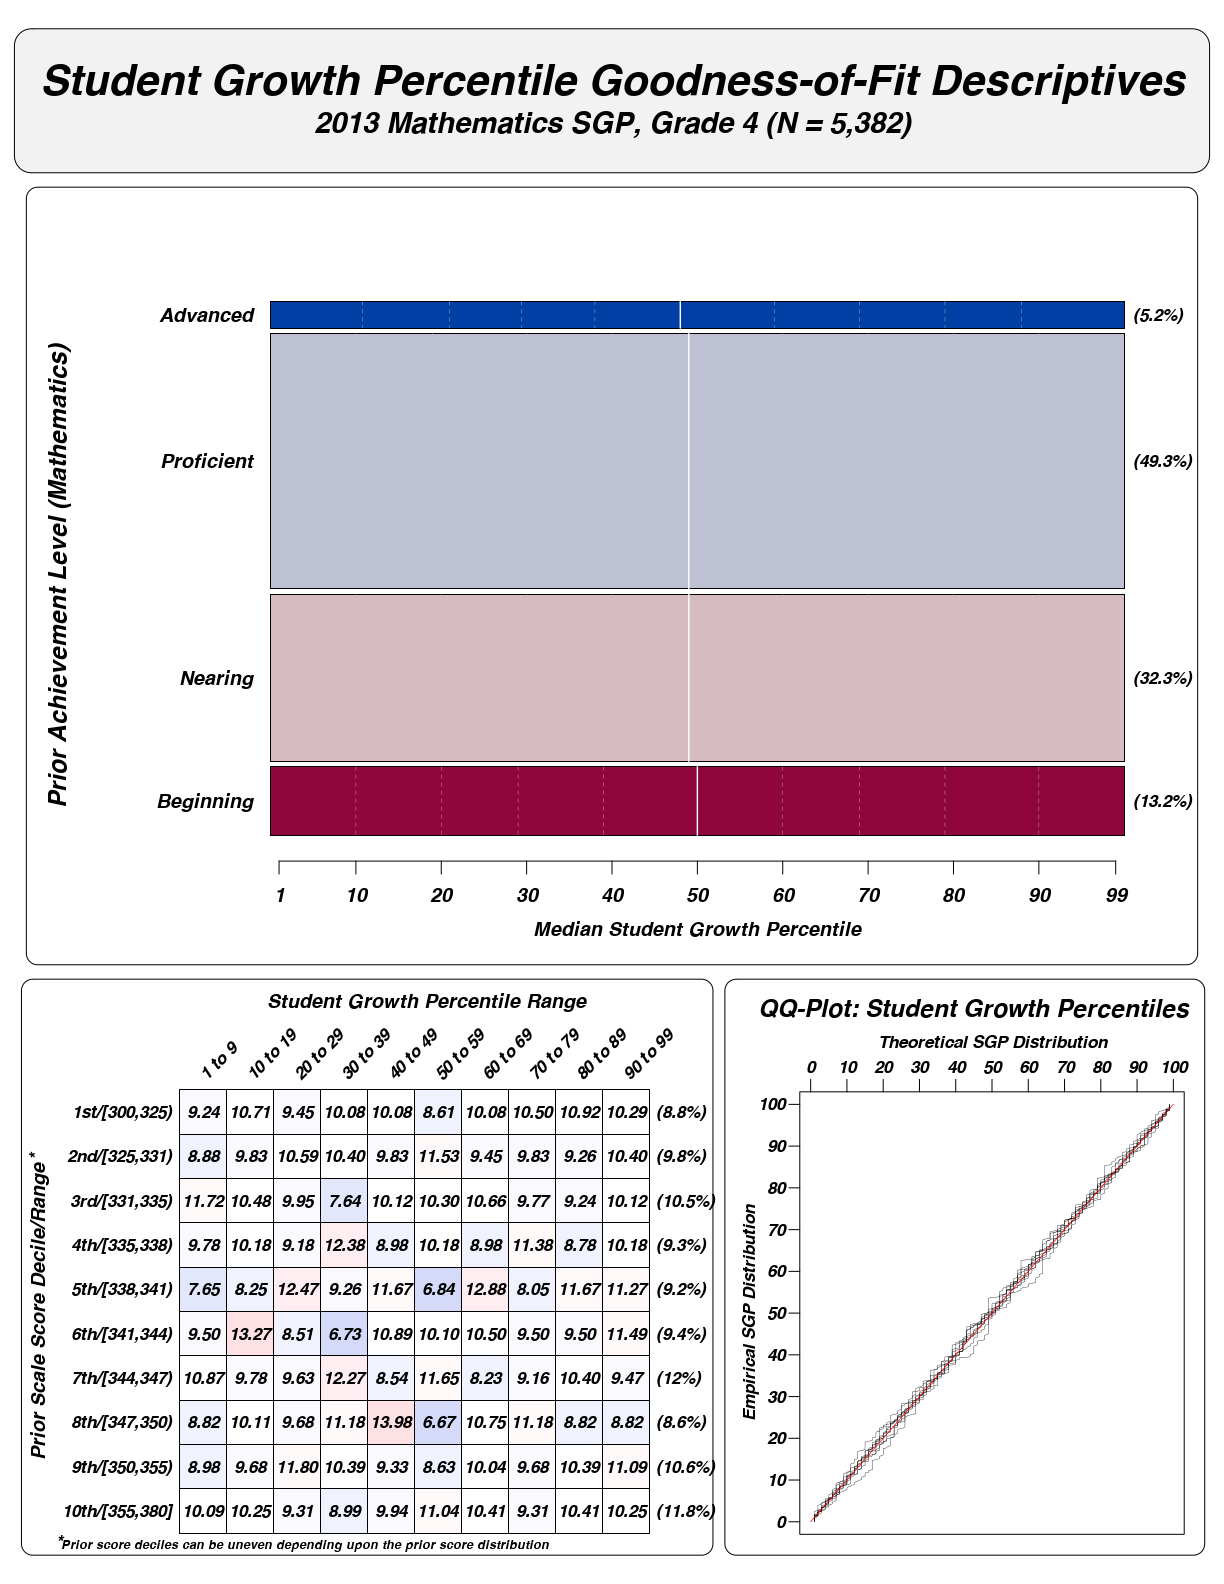 Student Growth Percentile Goodness-of-Fit Descriptives
2013 Mathematics SGP, Grade 4 (N = 5,382)
Prior Achievement Level (Mathematics)
Advanced (5.2%)
Proficient (49.3%)
Nearing (32.3%)
Beginning (13.2%)
1 10 20 30 40 50 60 70 80 90 99
Median Student Growth Percentile
Student Growth Percentile Range
1 to 9 10 to 19 20 to 29 30 to 39 40 to 49 50 to 59 60 to 69 70 to 79 80 to 89 90 to 99
Prior Scale Score Decile/Range*
1st/[300,325) 9.24 10.71 9.45 10.08 10.08 8.61 10.08 10.50 10.92 10.29 (8.8%)
2nd/[325,331) 8.88 9.83 10.59 10.40 9.83 11.53 9.45 9.83 9.26 10.40 (9.8%)
3rd/[331,335) 11.72 10.48 9.95 7.64 10.12 10.30 10.66 9.77 9.24 10.12 (10.5%)
4th/[335,338) 9.78 10.18 9.18 12.38 8.98 10.18 8.98 11.38 8.78 10.18 (9.3%)
5th/[338,341) 7.65 8.25 12.47 9.26 11.67 6.84 12.88 8.05 11.67 11.27 (9.2%)
6th/[341,344) 9.50 13.27 8.51 6.73 10.89 10.10 10.50 9.50 9.50 11.49 (9.4%)
7th/[344,347) 10.87 9.78 9.63 12.27 8.54 11.65 8.23 9.16 10.40 9.47 (12%)
8th/[347,350) 8.82 10.11 9.68 11.18 13.98 6.67 10.75 11.18 8.82 8.82 (8.6%)
9th/[350,355) 8.98 9.68 11.80 10.39 9.33 8.63 10.04 9.68 10.39 11.09 (10.6%)
10th/[355,380] 10.09 10.25 9.31 8.99 9.94 11.04 10.41 9.31 10.41 10.25 (11.8%)
*Prior score deciles can be uneven depending upon the prior score distribution
QQ-Plot: Student Growth Percentiles
Theoretical SGP Distribution
0 10 20 30 40 50 60 70 80 90 100
Empirical SGP Distribution
100
90
80
70
60
50
40
30
20
10
0